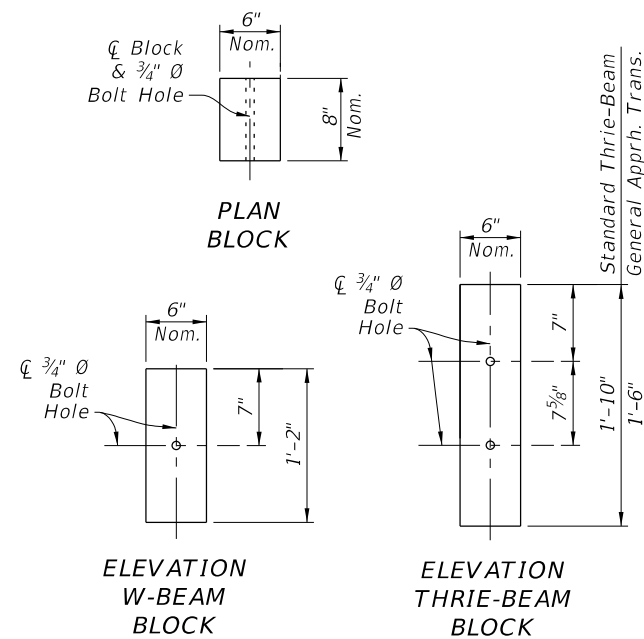 6"
Nom.
℄ Block
& ¾" Ø
Bolt Hole
8"
Nom.
PLAN
BLOCK
6"
Nom.
℄ ¾" Ø
Bolt
Hole
7"
1'-2"
ELEVATION
W-BEAM
BLOCK
Standard Thrie-Beam
General Apprh. Trans.
6"
Nom.
℄ ¾" Ø
Bolt
Hole
7"
7⅝"
1'-10"
1'-6"
ELEVATION
THRIE-BEAM
BLOCK